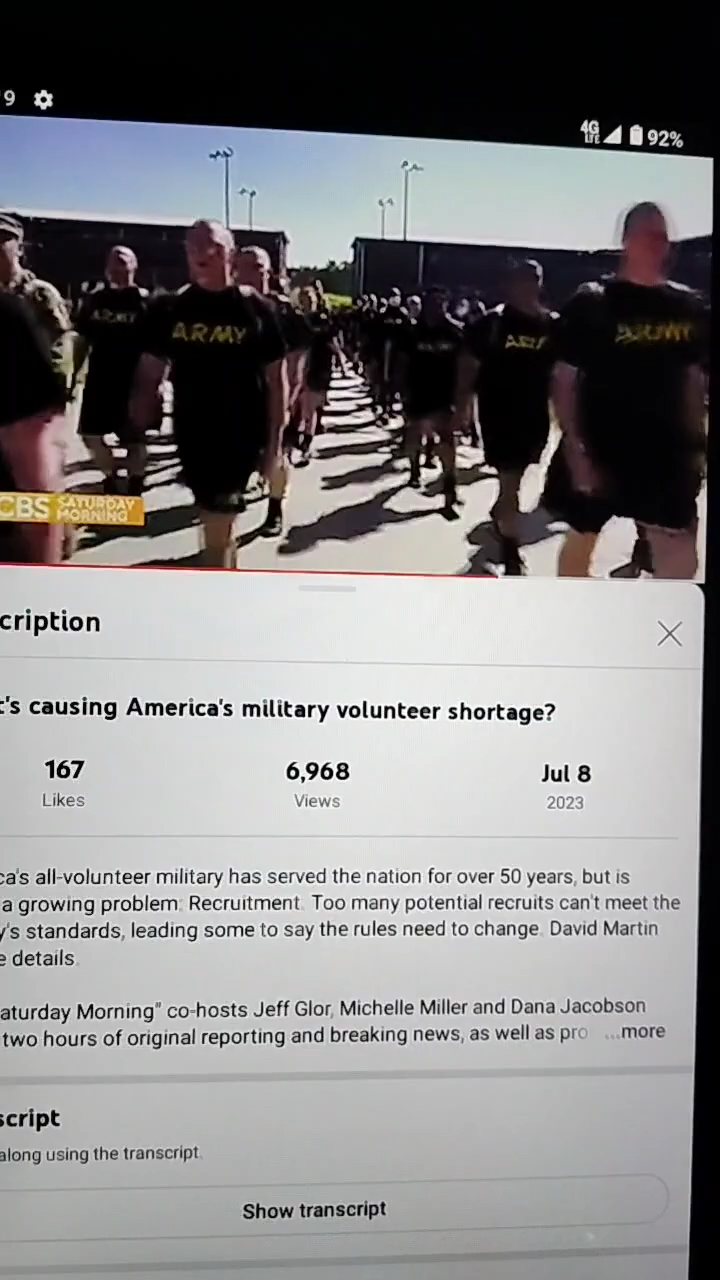 9
4G
LTE
92%
ARMY
ARMY
ARMY
CBS SATURDAY
MORNING
cription
t's causing America's military volunteer shortage?
167
6,968
Jul 8
Likes
Views
2023
ca's all-volunteer military has served the nation for over 50 years, but is
a growing problem: Recruitment. Too many potential recruits can't meet the
y's standards, leading some to say the rules need to change. David Martin
e details.
aturday Morning" co-hosts Jeff Glor, Michelle Miller and Dana Jacobson
two hours of original reporting and breaking news, as well as pro ...more
script
along using the transcript.
Show transcript